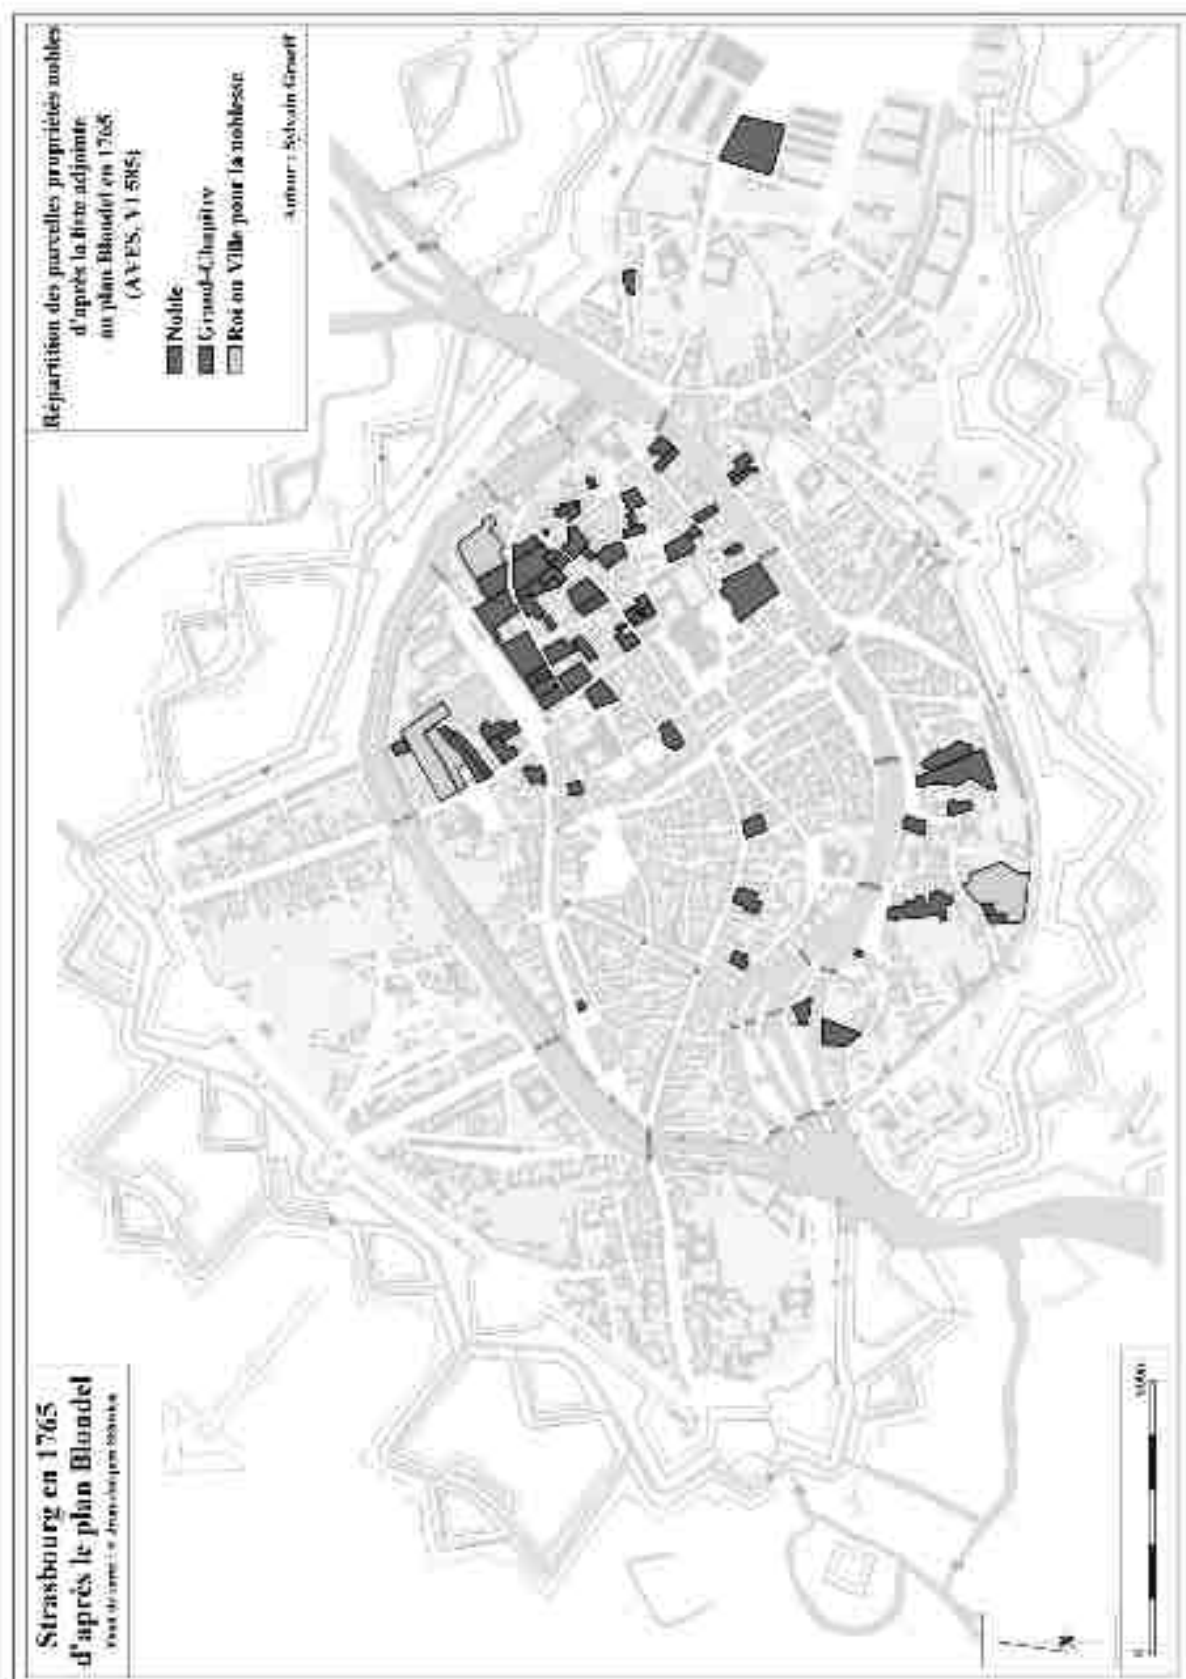 Strasbourg en 1765
d'après le plan Blondel
Répartition des parcelles propriétés nobles
d'après la liste adjointe
au plan Blondel en 1765
(AVES, VI 585)
Noble
Grand-Chapitre
Roi ou Ville pour la noblesse
Auteur : Sylvain Graeff
0